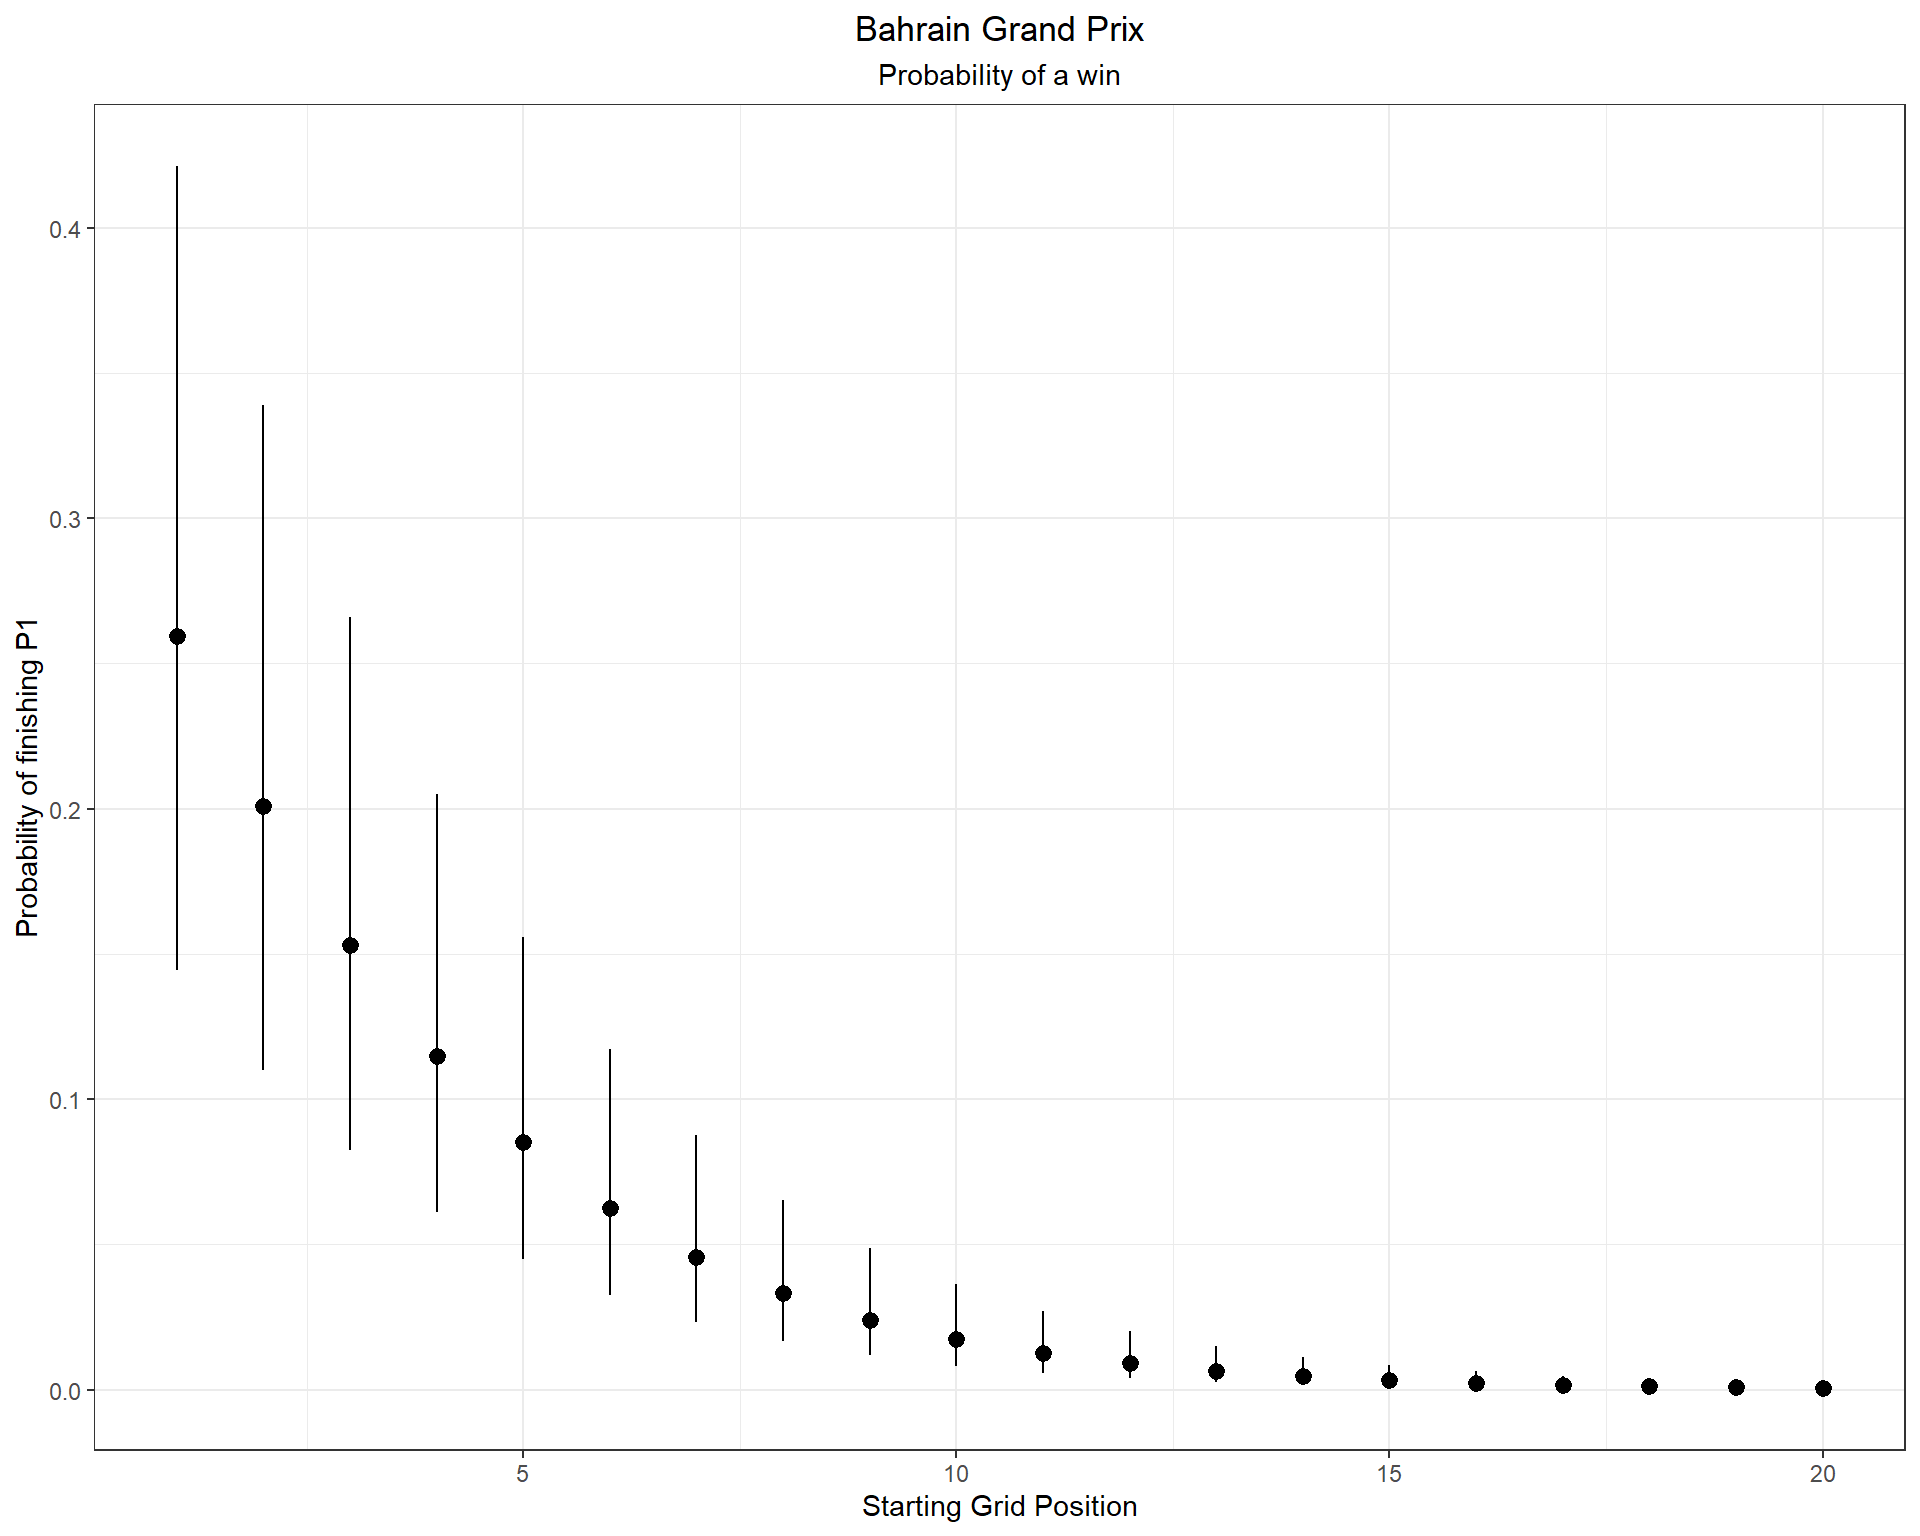 Bahrain Grand Prix
Probability of a win
Probability of finishing P1
0.4
0.3
0.2
0.1
0.0
5
10
15
20
Starting Grid Position